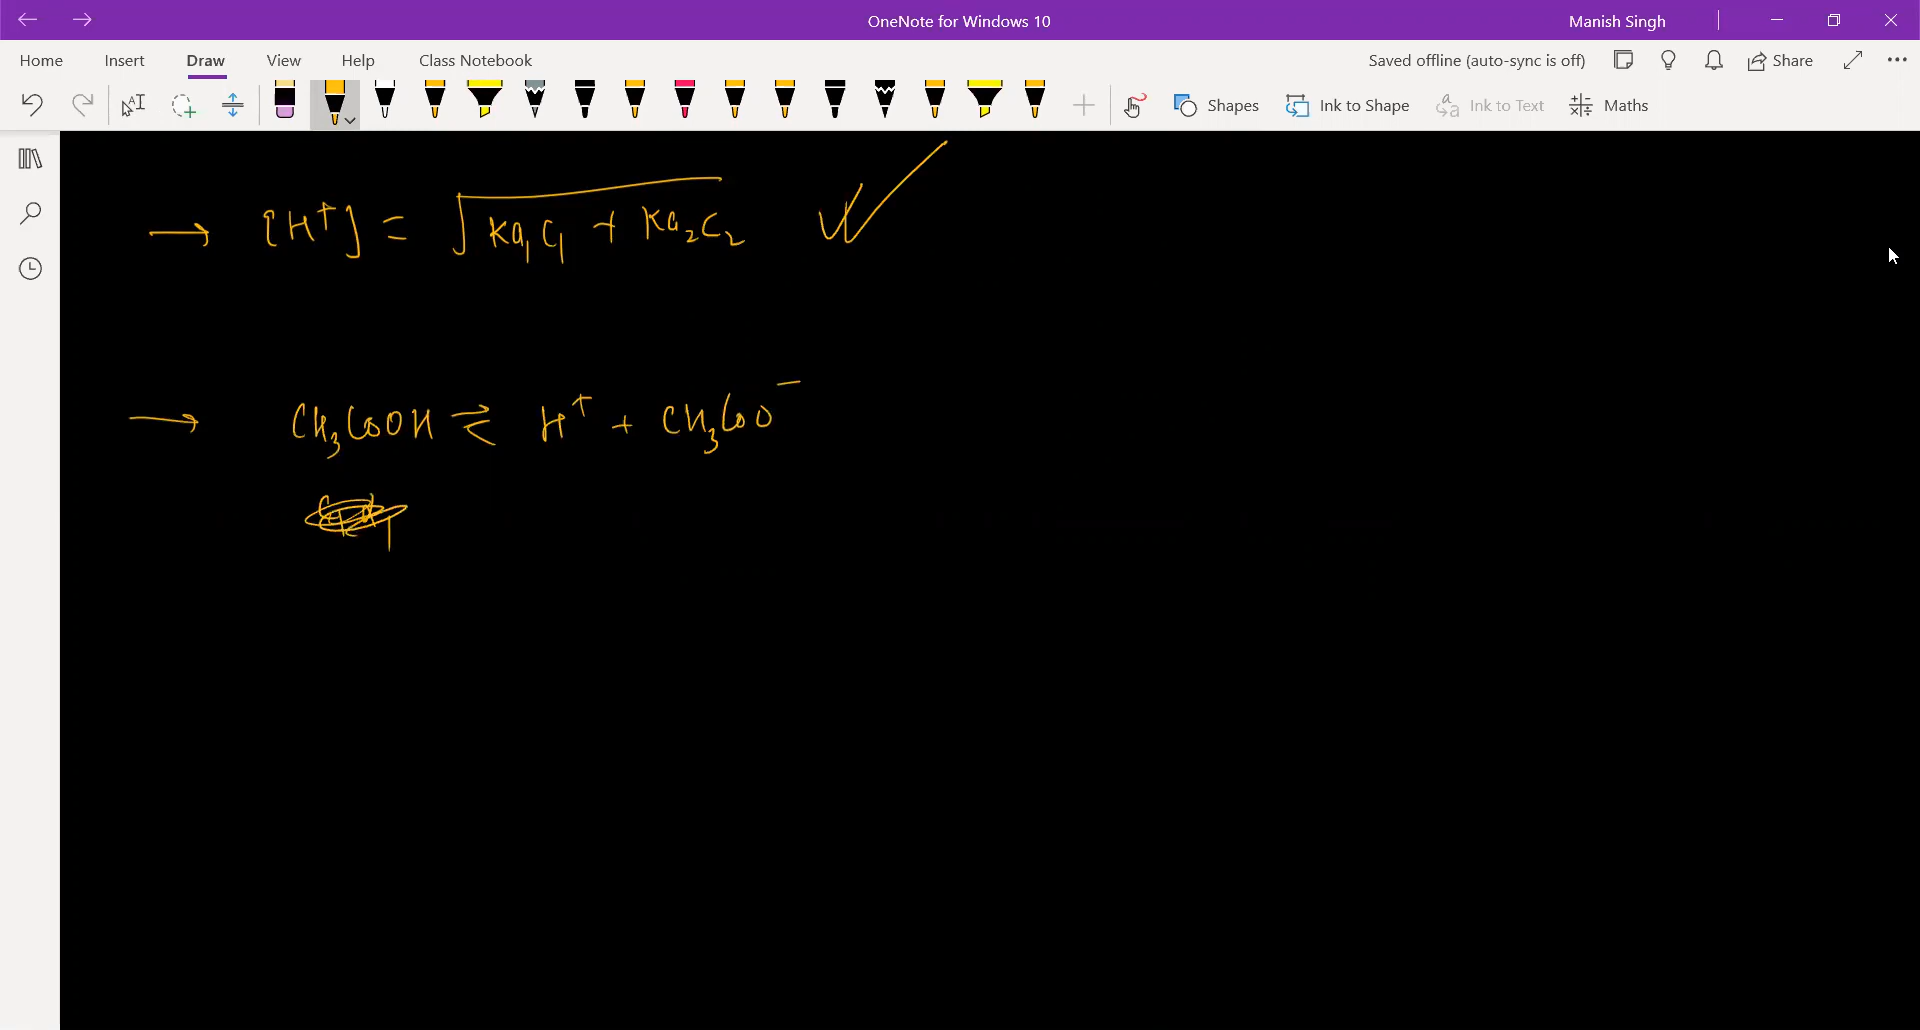 OneNote for Windows 10
Manish Singh
Home Insert Draw View Help Class Notebook
Saved offline (auto-sync is off) Share
Shapes Ink to Shape Ink to Text Maths
→ [H⁺] = √(Ka₁C₁ + Ka₂C₂)
→ CH₃COOH ⇌ H⁺ + CH₃COO⁻